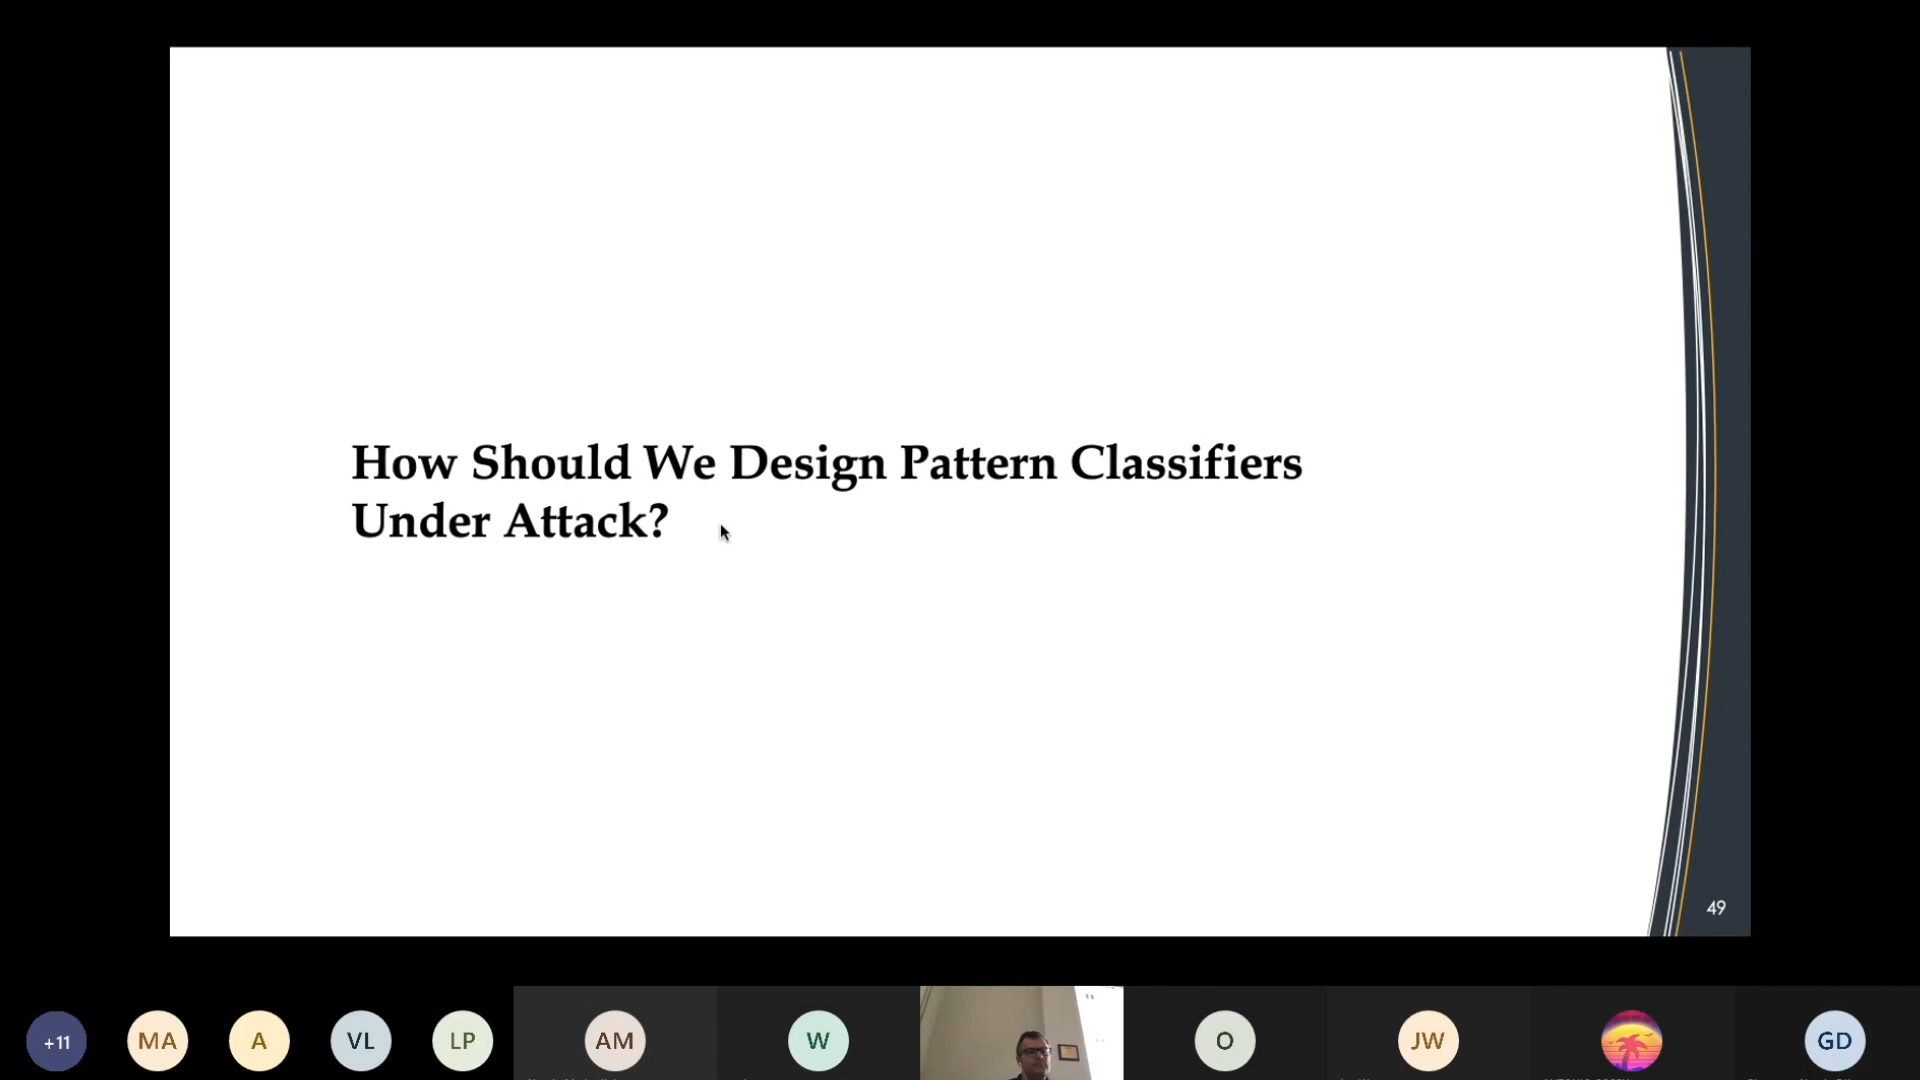 How Should We Design Pattern Classifiers
Under Attack?
49
+11
MA
A
VL
LP
AM
W
O
JW
GD